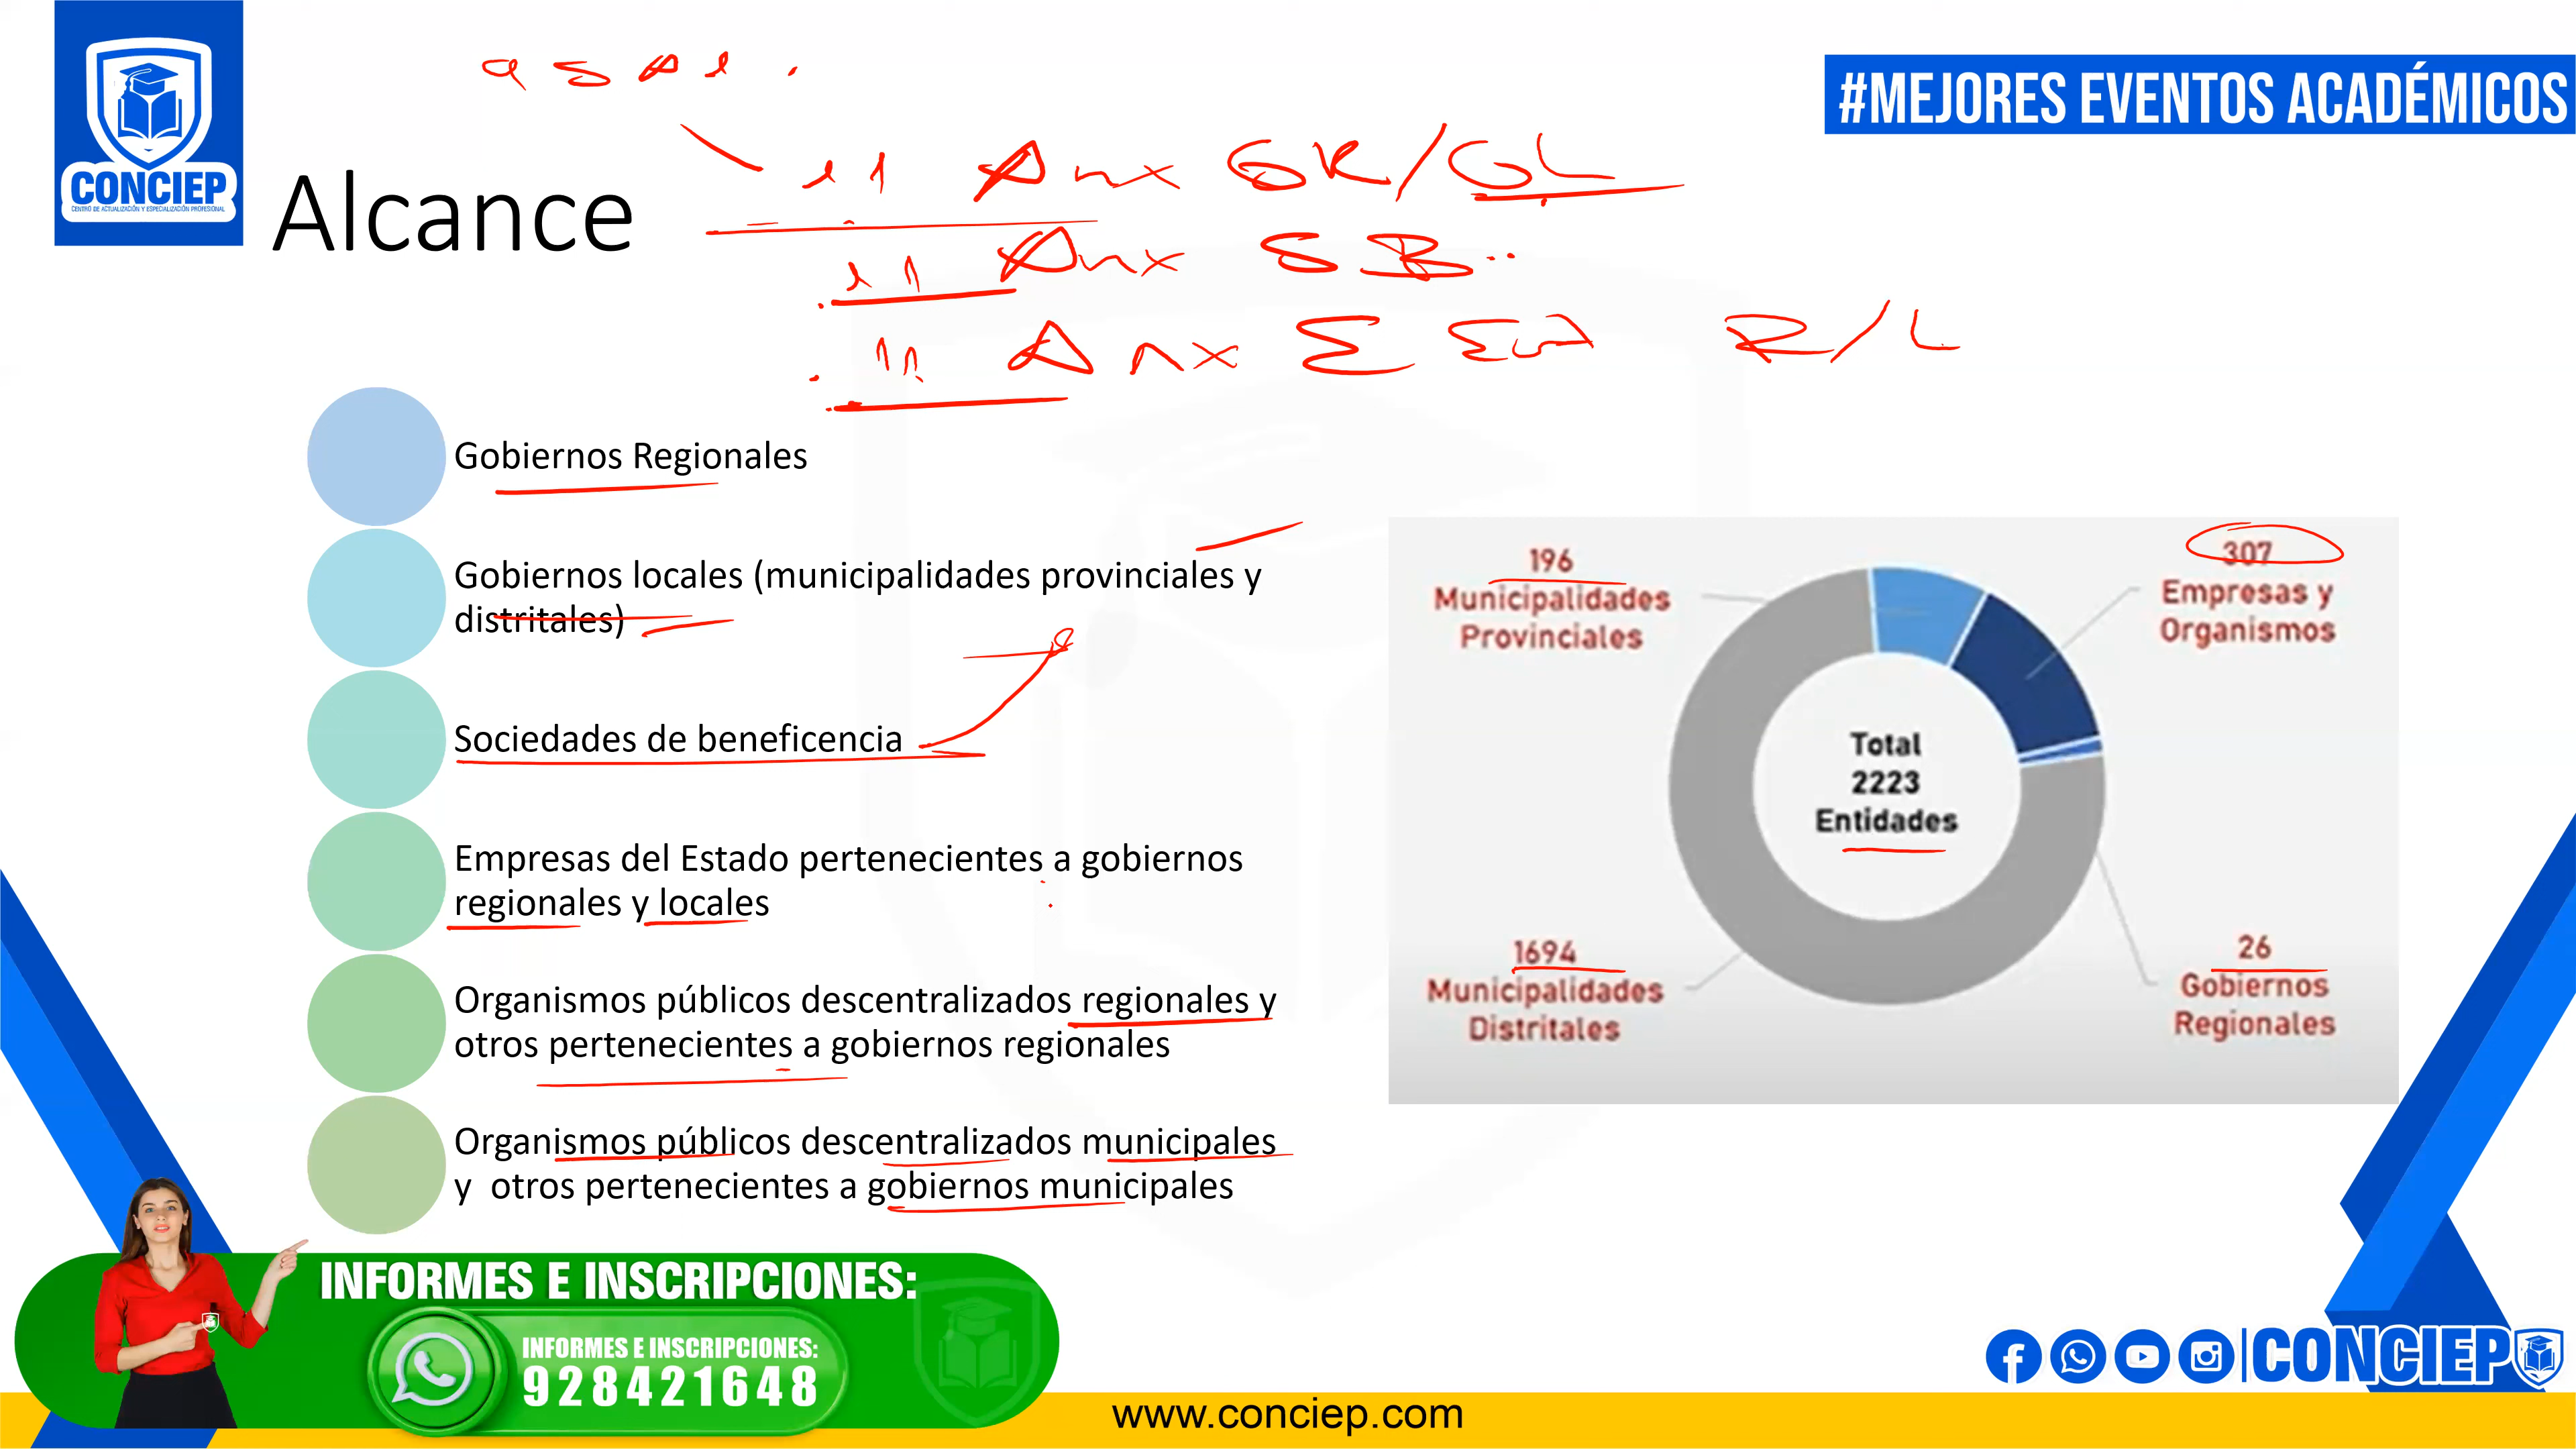 #MEJORES EVENTOS ACADÉMICOS
CONCIEP
CENTRO DE ACTUALIZACIÓN Y ESPECIALIZACIÓN PROFESIONAL
Alcance
Anx GR/GL
Anx SB
Anx R/L
Gobiernos Regionales
Gobiernos locales (municipalidades provinciales y
distritales)
Sociedades de beneficencia
Empresas del Estado pertenecientes a gobiernos
regionales y locales
Organismos públicos descentralizados regionales y
otros pertenecientes a gobiernos regionales
Organismos públicos descentralizados municipales
y otros pertenecientes a gobiernos municipales
196
Municipalidades
Provinciales
307
Empresas y
Organismos
Total
2223
Entidades
1694
Municipalidades
Distritales
26
Gobiernos
Regionales
INFORMES E INSCRIPCIONES:
INFORMES E INSCRIPCIONES:
928421648
www.conciep.com
CONCIEP